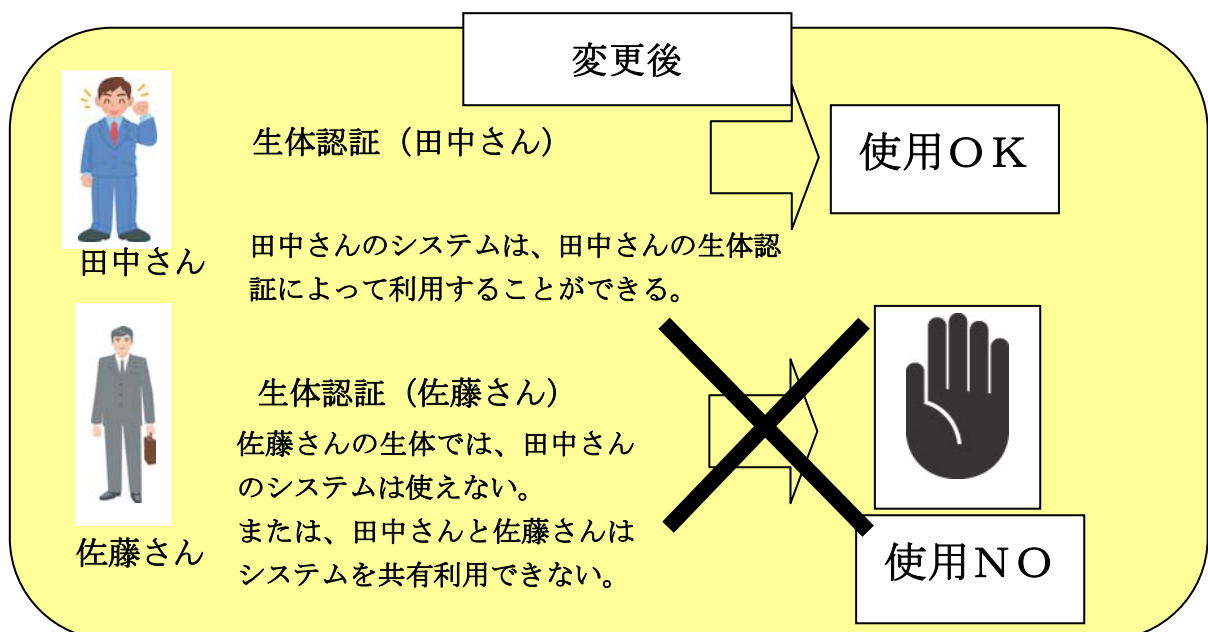 変更後
生体認証（田中さん）
使用ＯＫ
田中さん
田中さんのシステムは、田中さんの生体認
証によって利用することができる。
生体認証（佐藤さん）
佐藤さんの生体では、田中さん
のシステムは使えない。
または、田中さんと佐藤さんは
システムを共有利用できない。
佐藤さん
使用ＮＯ